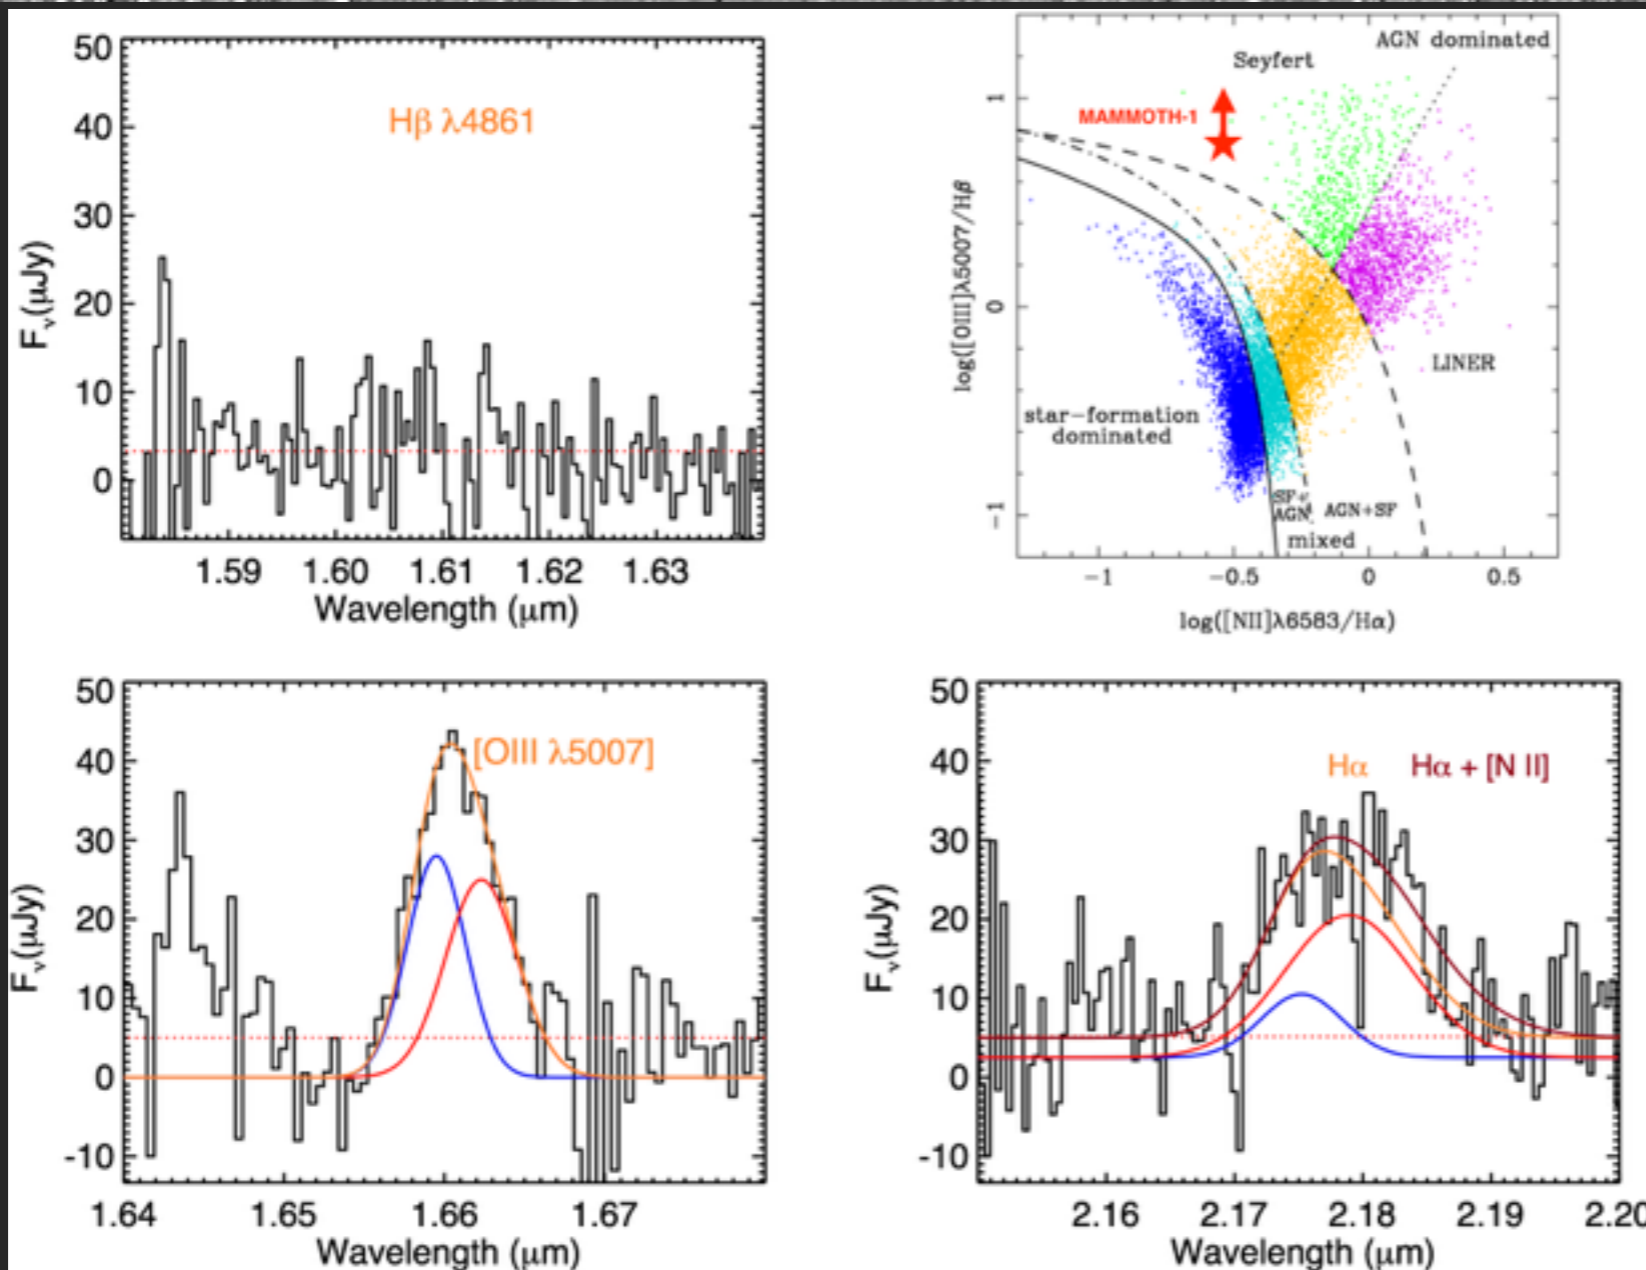 Hβ λ4861
50
40
30
20
10
0
Fν(μJy)
1.59 1.60 1.61 1.62 1.63
Wavelength (μm)
AGN dominated
Seyfert
MAMMOTH-1
LINER
star-formation
dominated
SF+
AGN
AGN+SF
mixed
1
0
-1
log([OIII]λ5007/Hβ
-1 -0.5 0 0.5
log([NII]λ6583/Hα)
[OIII λ5007]
50
40
30
20
10
0
-10
Fν(μJy)
1.64 1.65 1.66 1.67
Wavelength (μm)
Hα Hα + [N II]
50
40
30
20
10
0
-10
Fν(μJy)
2.16 2.17 2.18 2.19 2.20
Wavelength (μm)